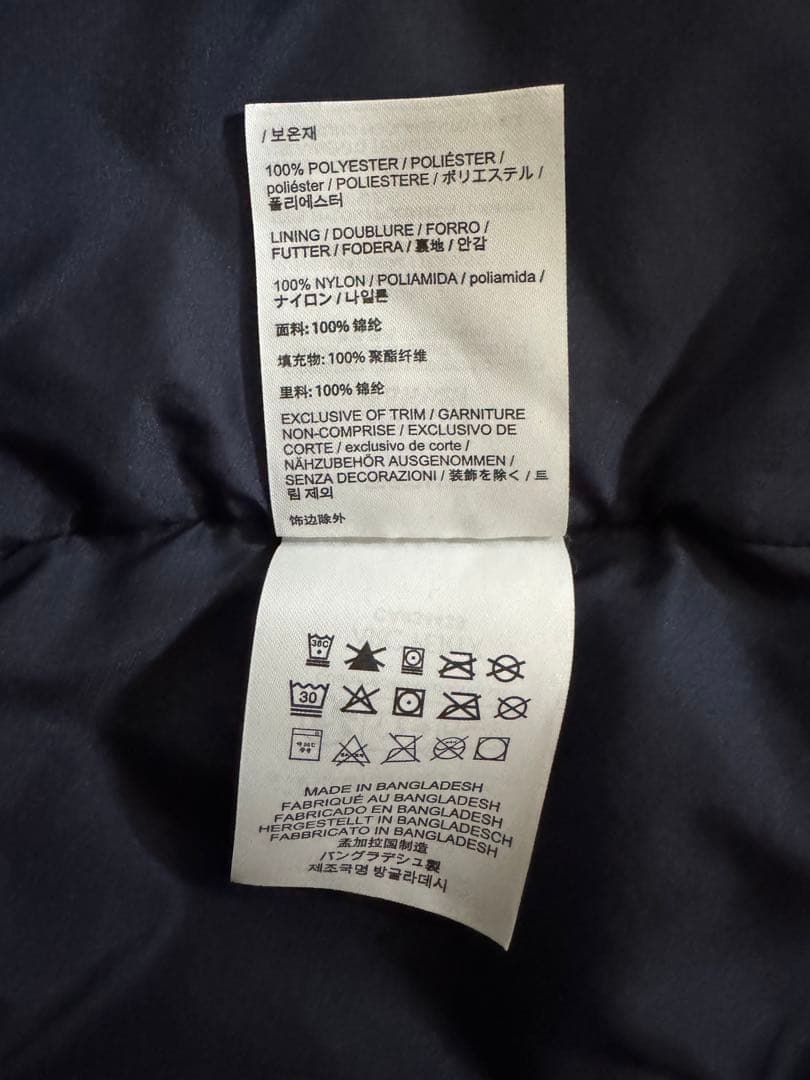 / 보온재
100% POLYESTER / POLIÉSTER /
poliéster / POLIESTERE / ポリエステル /
폴리에스터
LINING / DOUBLURE / FORRO /
FUTTER / FODERA / 裏地 / 안감
100% NYLON / POLIAMIDA / poliamida /
ナイロン / 나일론
面料: 100% 锦纶
填充物: 100% 聚酯纤维
里料: 100% 锦纶
EXCLUSIVE OF TRIM / GARNITURE
NON-COMPRISE / EXCLUSIVO DE
CORTE / exclusivo de corte /
NÄHZUBEHÖR AUSGENOMMEN /
SENZA DECORAZIONI / 装飾を除く / 트
림 제외
饰边除外
30C
30
MADE IN BANGLADESH
FABRIQUÉ AU BANGLADESH
FABRICADO EN BANGLADESH
HERGESTELLT IN BANGLADESCH
FABBRICATO IN BANGLADESH
孟加拉国制造
バングラデシュ製
제조국명 방글라데시